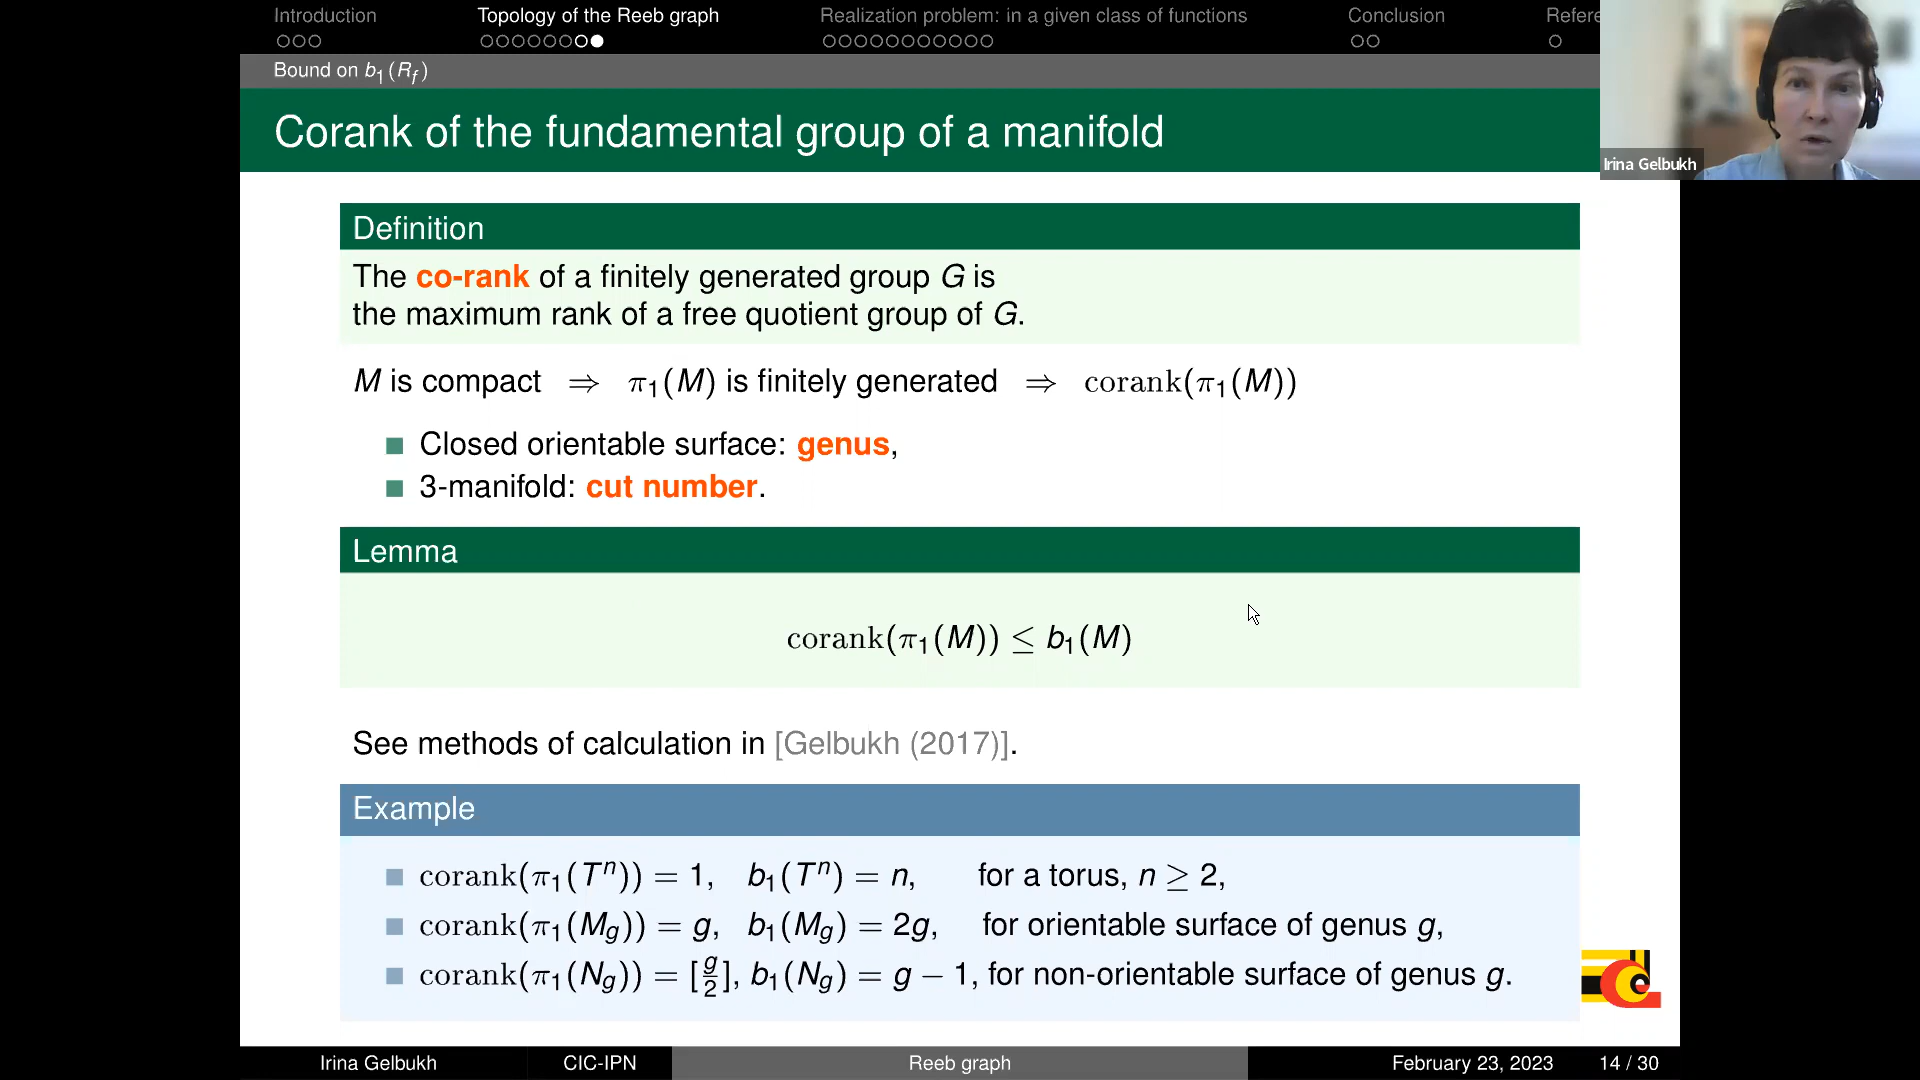 Introduction Topology of the Reeb graph Realization problem: in a given class of functions Conclusion Refere
Bound on b₁(R_f)
Irina Gelbukh
Corank of the fundamental group of a manifold
Definition
The co-rank of a finitely generated group G is
the maximum rank of a free quotient group of G.
M is compact ⇒ π₁(M) is finitely generated ⇒ corank(π₁(M))
Closed orientable surface: genus,
3-manifold: cut number.
Lemma
corank(π₁(M)) ≤ b₁(M)
See methods of calculation in [Gelbukh (2017)].
Example
corank(π₁(Tⁿ)) = 1, b₁(Tⁿ) = n, for a torus, n ≥ 2,
corank(π₁(M_g)) = g, b₁(M_g) = 2g, for orientable surface of genus g,
corank(π₁(N_g)) = [g/2], b₁(N_g) = g − 1, for non-orientable surface of genus g.
Irina Gelbukh CIC-IPN Reeb graph February 23, 2023 14 / 30